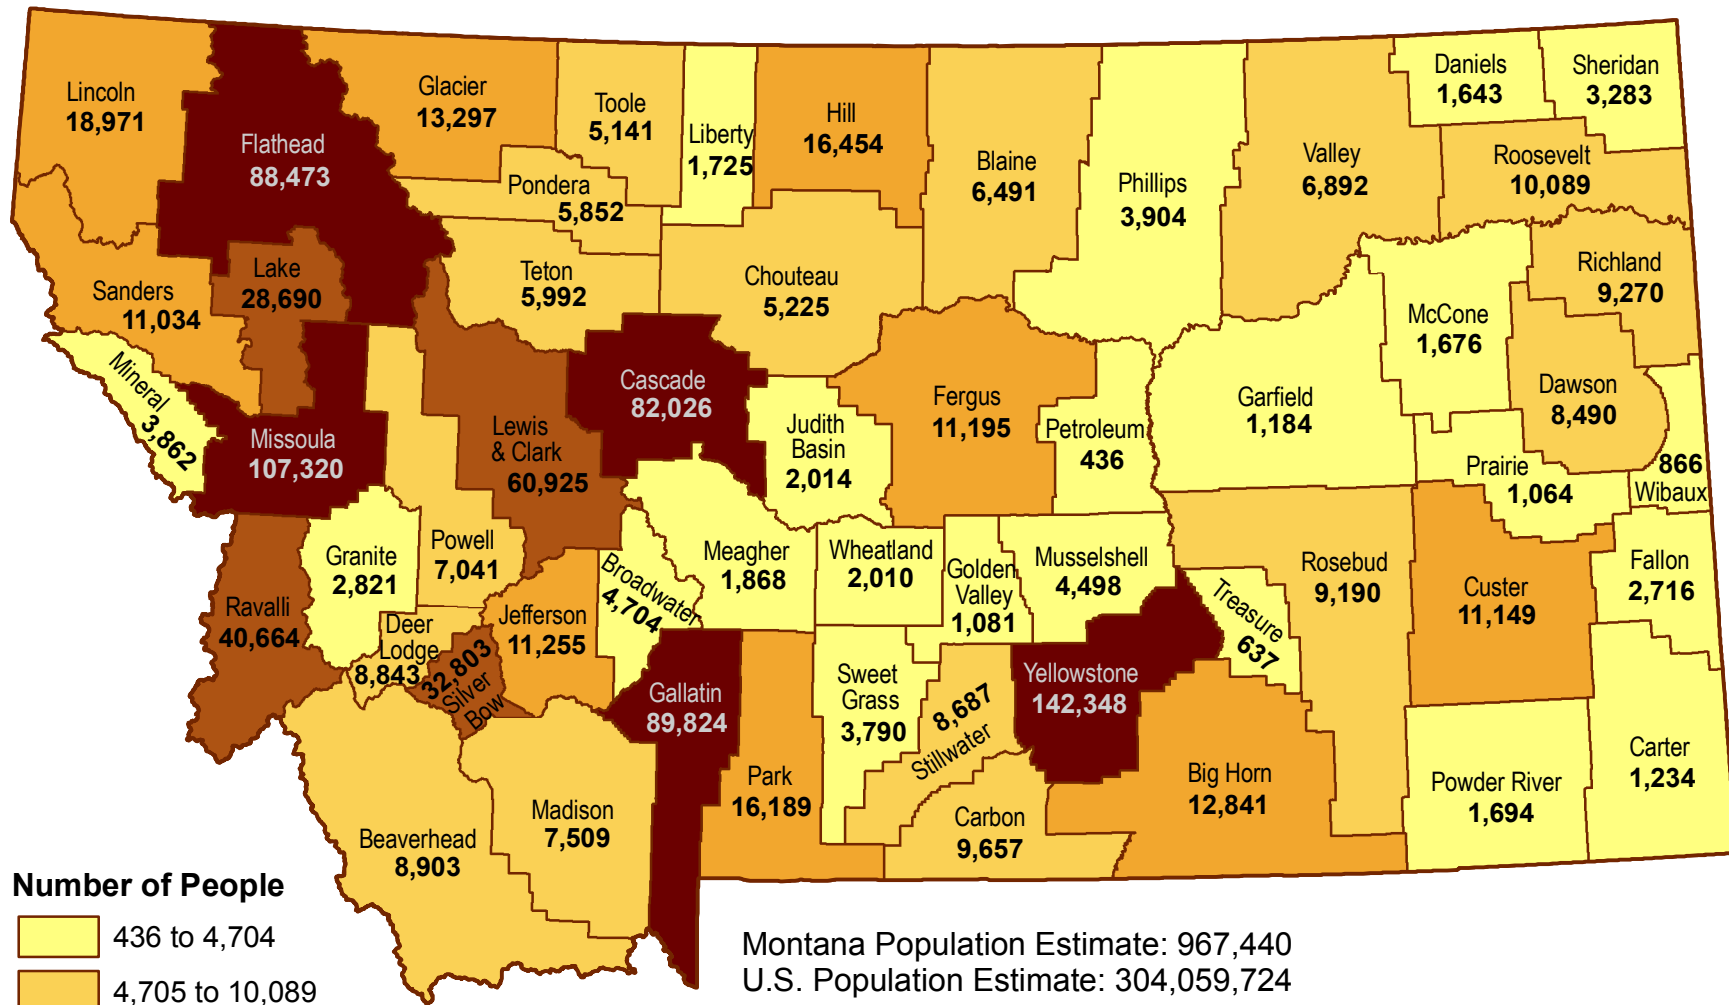 Lincoln
18,971
Flathead
88,473
Glacier
13,297
Toole
5,141
Liberty
1,725
Hill
16,454
Blaine
6,491
Phillips
3,904
Valley
6,892
Daniels
1,643
Sheridan
3,283
Roosevelt
10,089
Pondera
5,852
Teton
5,992
Chouteau
5,225
Richland
9,270
McCone
1,676
Dawson
8,490
Sanders
11,034
Lake
28,690
Mineral
3,862
Missoula
107,320
Lewis
& Clark
60,925
Cascade
82,026
Judith
Basin
2,014
Fergus
11,195
Petroleum
436
Garfield
1,184
Prairie
1,064
866
Wibaux
Granite
2,821
Powell
7,041
Ravalli
40,664
Deer
Lodge
8,843
32,803
Silver
Bow
Jefferson
11,255
Broadwater
4,704
Meagher
1,868
Wheatland
2,010
Golden
Valley
1,081
Musselshell
4,498
Treasure
637
Rosebud
9,190
Custer
11,149
Fallon
2,716
Gallatin
89,824
Park
16,189
Sweet
Grass
3,790
8,687
Stillwater
Yellowstone
142,348
Carbon
9,657
Big Horn
12,841
Powder River
1,694
Carter
1,234
Beaverhead
8,903
Madison
7,509
Number of People
436 to 4,704
4,705 to 10,089
Montana Population Estimate: 967,440
U.S. Population Estimate: 304,059,724